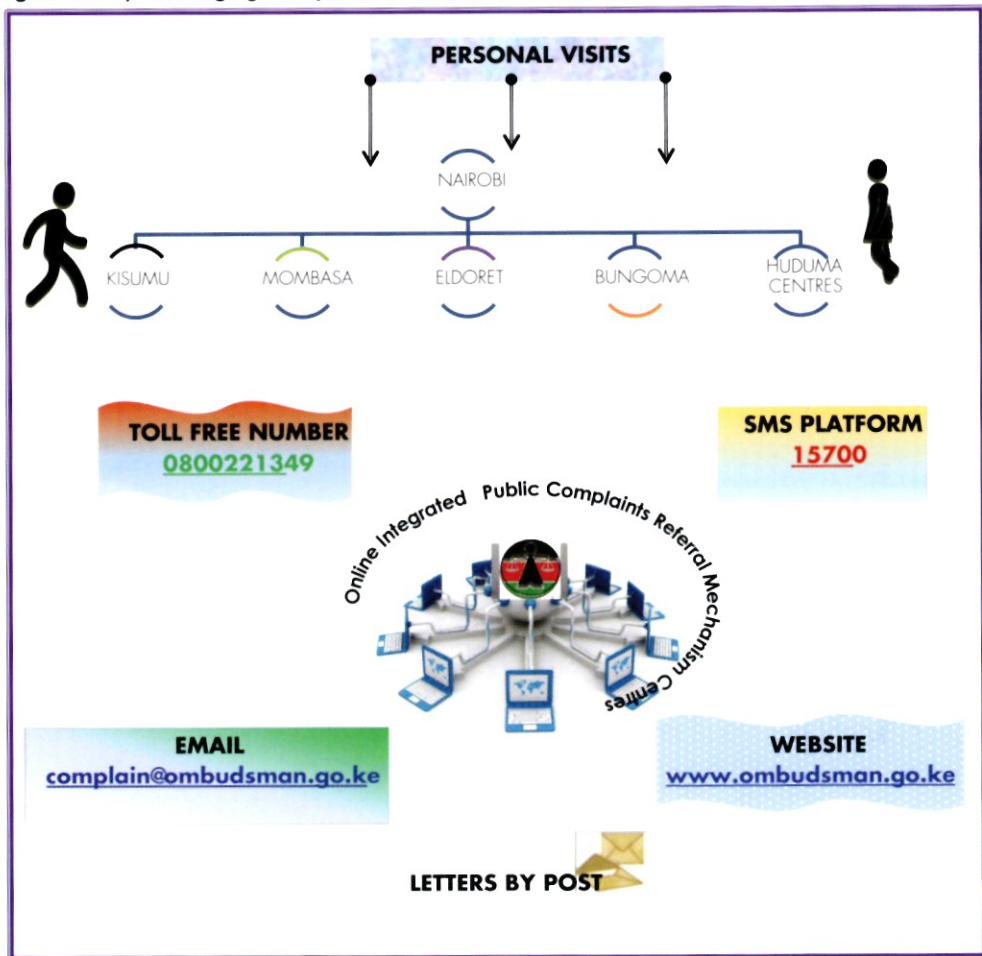 PERSONAL VISITS
NAIROBI
KISUMU
MOMBASA
ELDORET
BUNGOMA
HUDUMA
CENTRES
TOLL FREE NUMBER
0800221349
SMS PLATFORM
15700
Online Integrated Public Complaints Referral Mechanism Centres
EMAIL
complain@ombudsman.go.ke
WEBSITE
www.ombudsman.go.ke
LETTERS BY POST